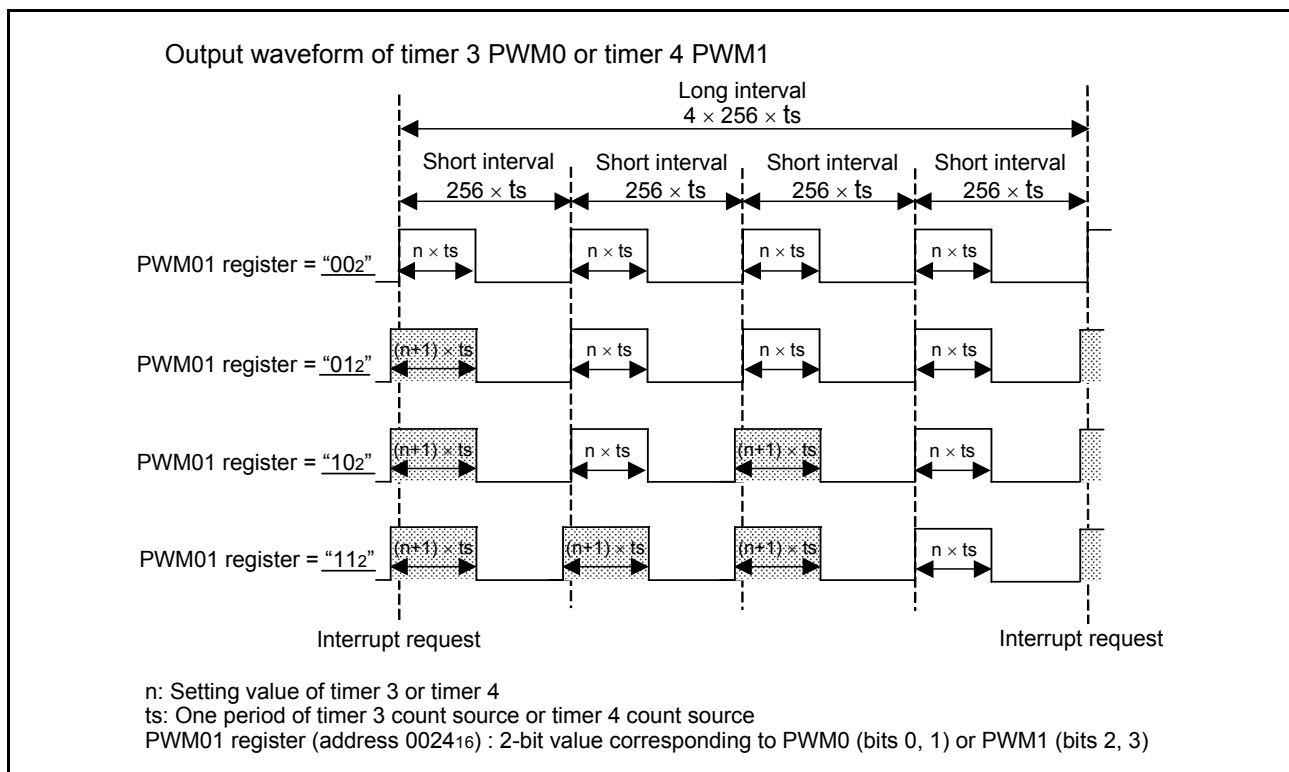 Output waveform of timer 3 PWM0 or timer 4 PWM1
Long interval
4 × 256 × ts
Short interval Short interval Short interval Short interval
256 × ts 256 × ts 256 × ts 256 × ts
PWM01 register = “002” n × ts n × ts n × ts n × ts
PWM01 register = “012” (n+1) × ts n × ts n × ts n × ts
PWM01 register = “102” (n+1) × ts n × ts (n+1) × ts n × ts
PWM01 register = “112” (n+1) × ts (n+1) × ts (n+1) × ts n × ts
Interrupt request Interrupt request
n: Setting value of timer 3 or timer 4
ts: One period of timer 3 count source or timer 4 count source
PWM01 register (address 002416) : 2-bit value corresponding to PWM0 (bits 0, 1) or PWM1 (bits 2, 3)